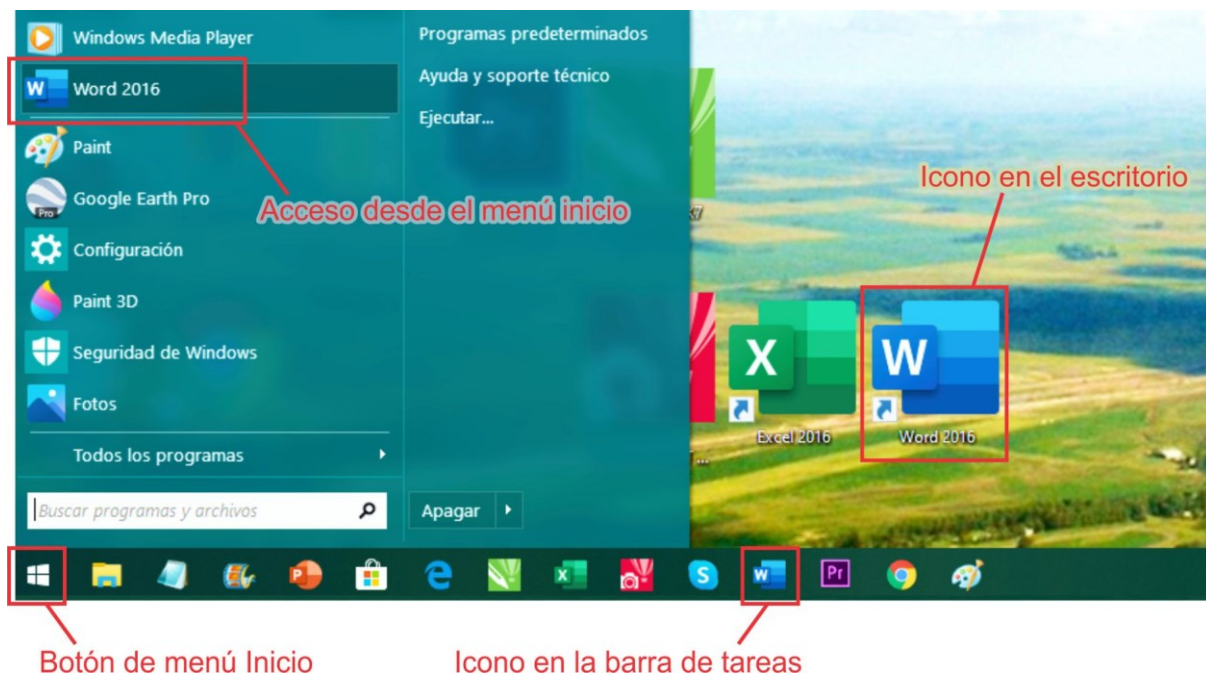 Windows Media Player
Word 2016
Paint
Google Earth Pro
Configuración
Paint 3D
Seguridad de Windows
Fotos
Todos los programas
Buscar programas y archivos
Programas predeterminados
Ayuda y soporte técnico
Ejecutar...
Apagar
Acceso desde el menú inicio
Icono en el escritorio
Excel 2016
Word 2016
Botón de menú Inicio
Icono en la barra de tareas